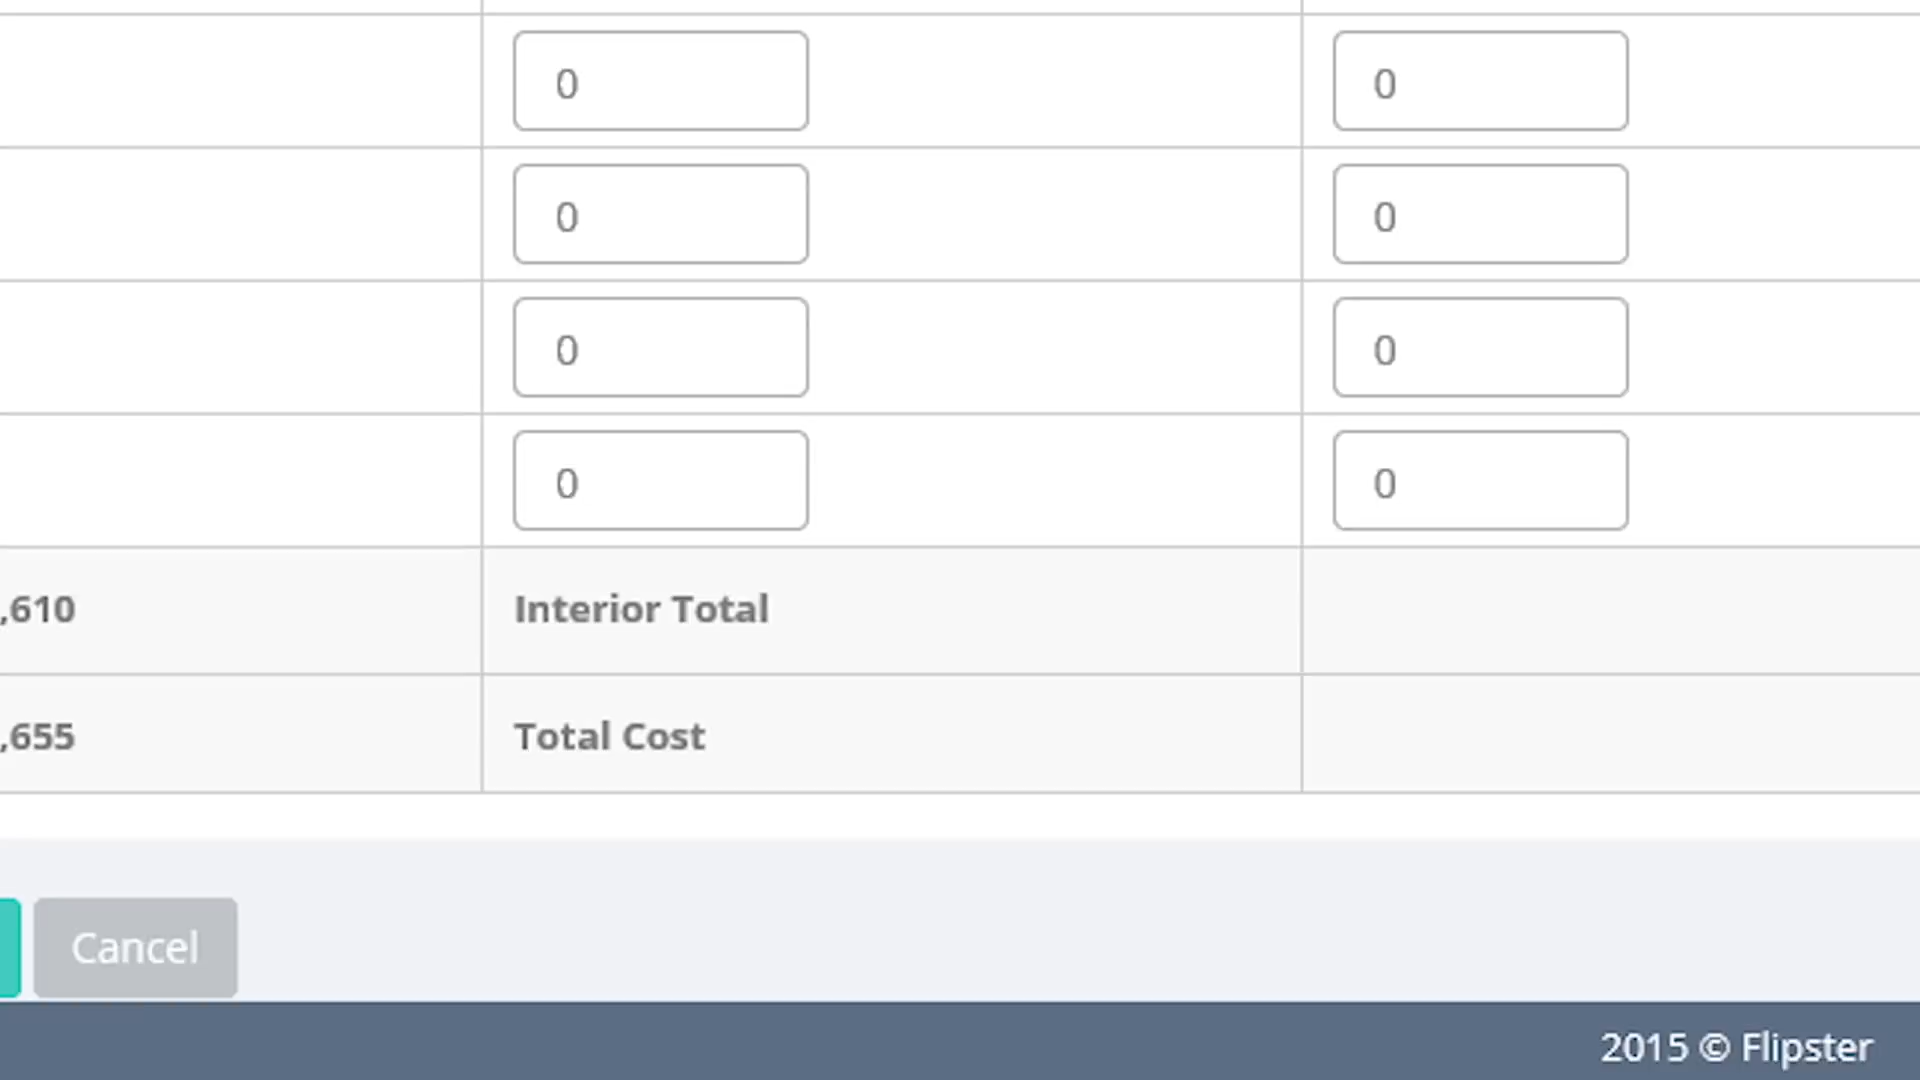 0 0
0 0
0 0
0 0
,610 Interior Total
,655 Total Cost
Cancel
2015 © Flipster